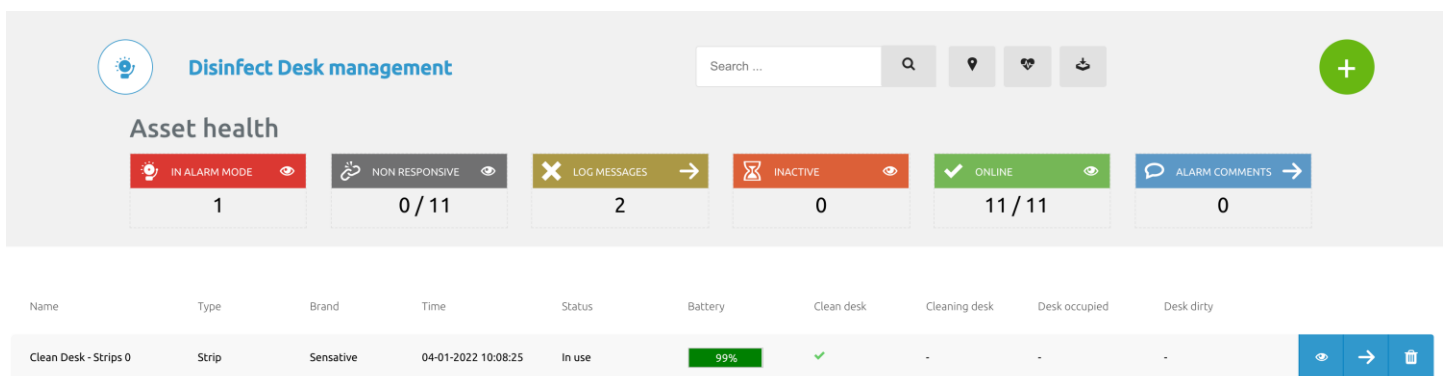 Disinfect Desk management
Search ...
Asset health
IN ALARM MODE NON RESPONSIVE LOG MESSAGES INACTIVE ONLINE ALARM COMMENTS
1 0 / 11 2 0 11 / 11 0
Name Type Brand Time Status Battery Clean desk Cleaning desk Desk occupied Desk dirty
Clean Desk - Strips 0 Strip Sensative 04-01-2022 10:08:25 In use 99% - - -